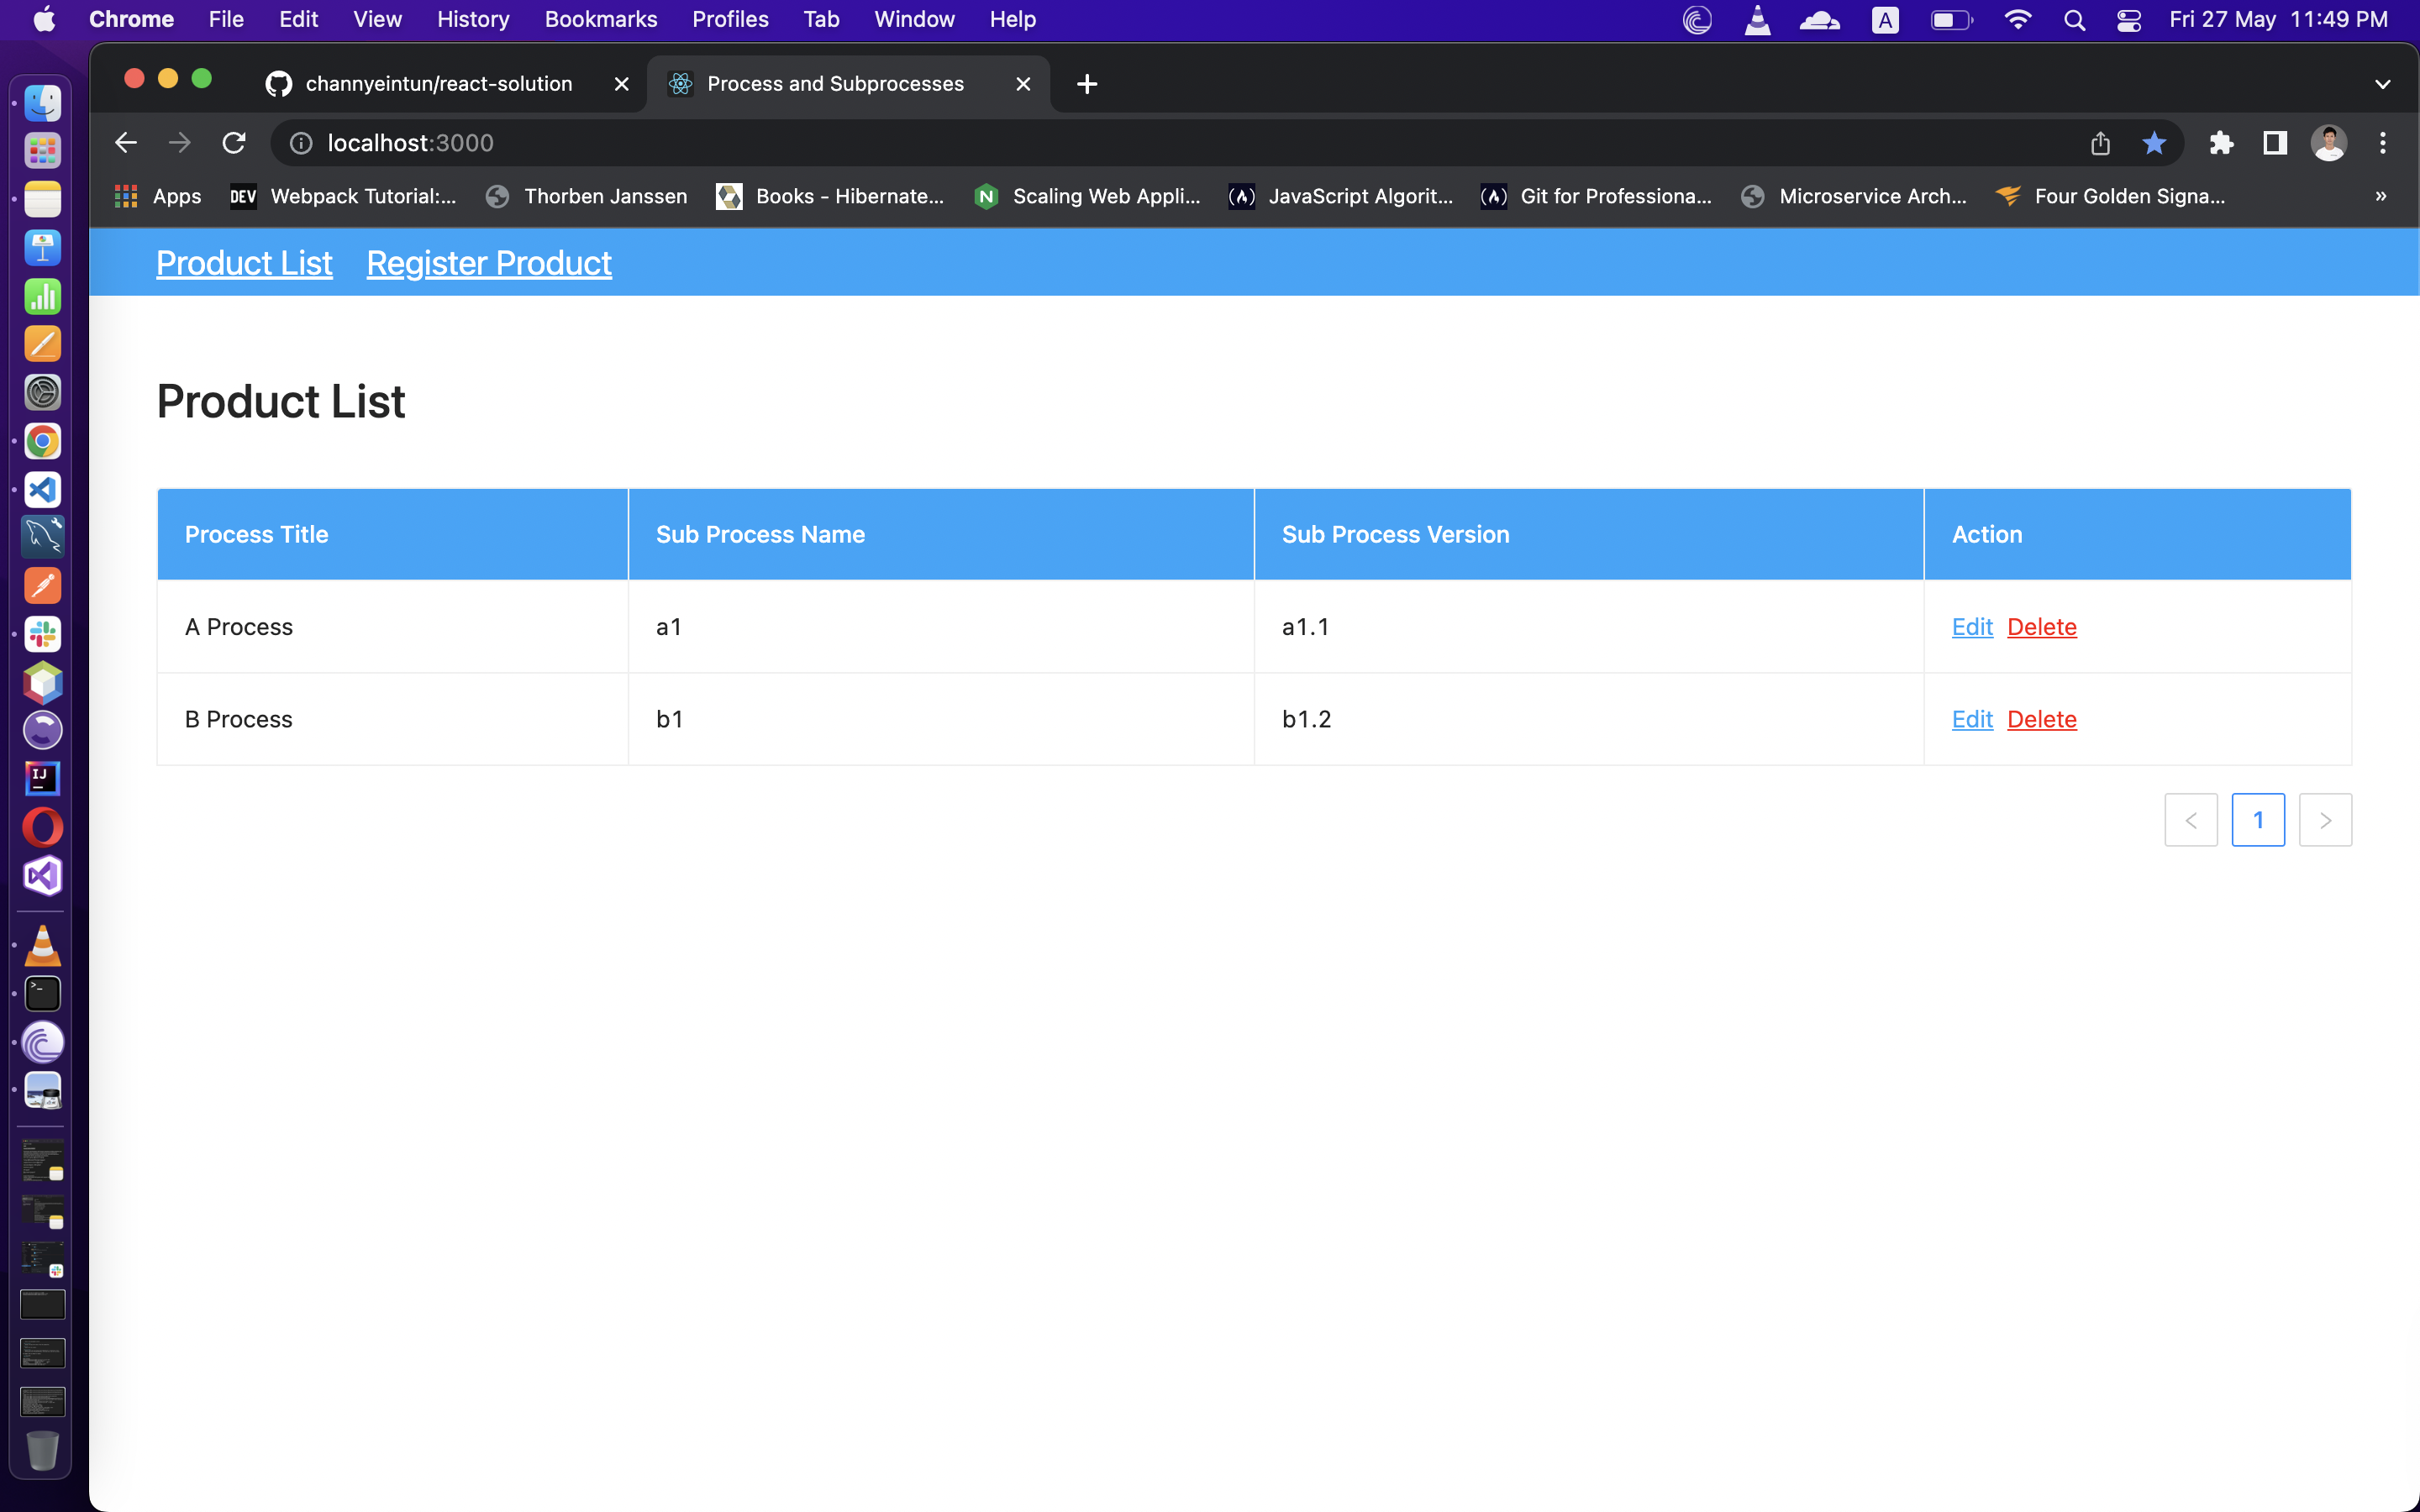 Chrome File Edit View History Bookmarks Profiles Tab Window Help A Fri 27 May 11:49 PM
channyeintun/react-solution Process and Subprocesses
localhost:3000
Apps DEV Webpack Tutorial:... Thorben Janssen Books - Hibernate... N Scaling Web Appli... JavaScript Algorit... Git for Professiona... Microservice Arch... Four Golden Signa... »
Product List Register Product
Product List
Process Title Sub Process Name Sub Process Version Action
A Process a1 a1.1 Edit Delete
B Process b1 b1.2 Edit Delete
< 1 >
IJ